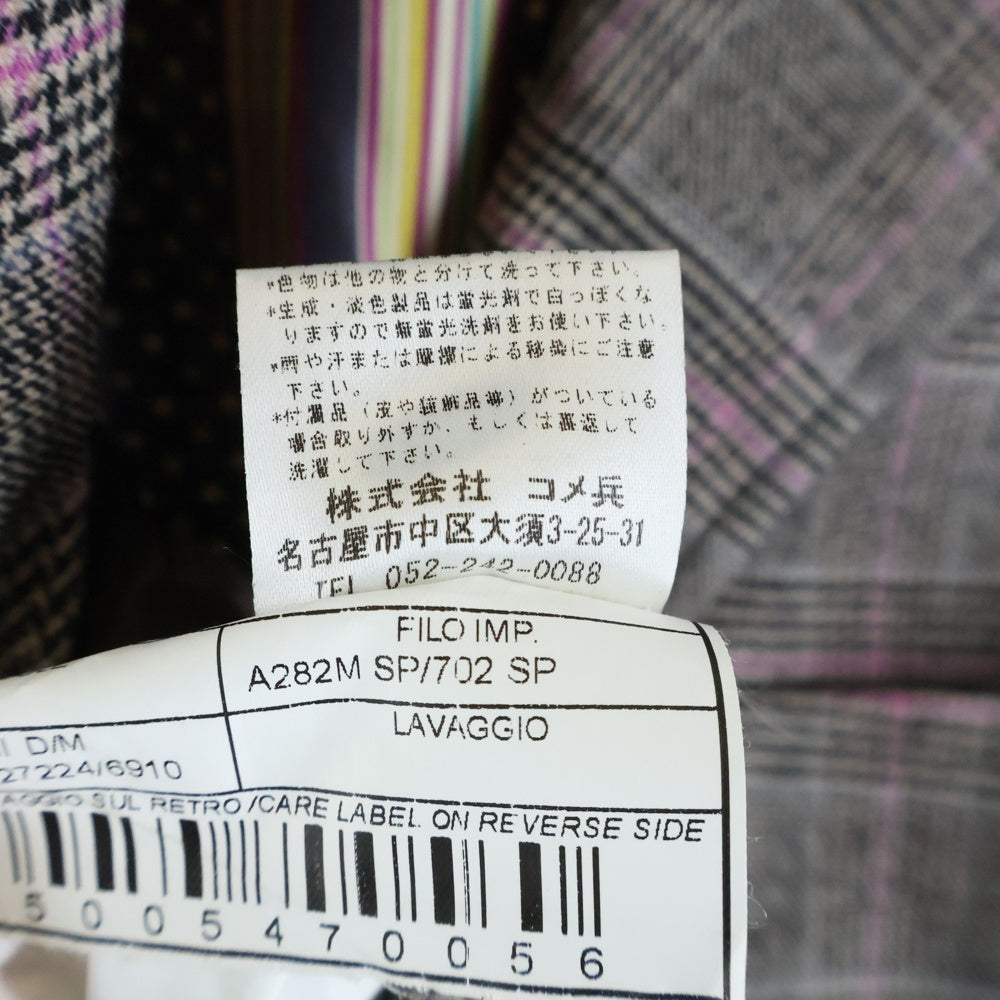 *色物は他の物と分けて洗って下さい。
*生成・淡色製品は蛍光剤で白っぽくな
りますので無蛍光洗剤をお使い下さい。
*雨や汗または摩擦による移染にご注意
下さい。
*付属品(皮や装飾品等)がついている
場合取り外すか、もしくは裏返して
洗濯して下さい。
株式会社 コメ兵
名古屋市中区大須3-25-31
TEL 052-242-0088
FILO IMP.
A282M SP/702 SP
LAVAGGIO
D/M
27224/6910
AGGIO SUL RETRO/CARE LABEL ON REVERSE SIDE
5005470056